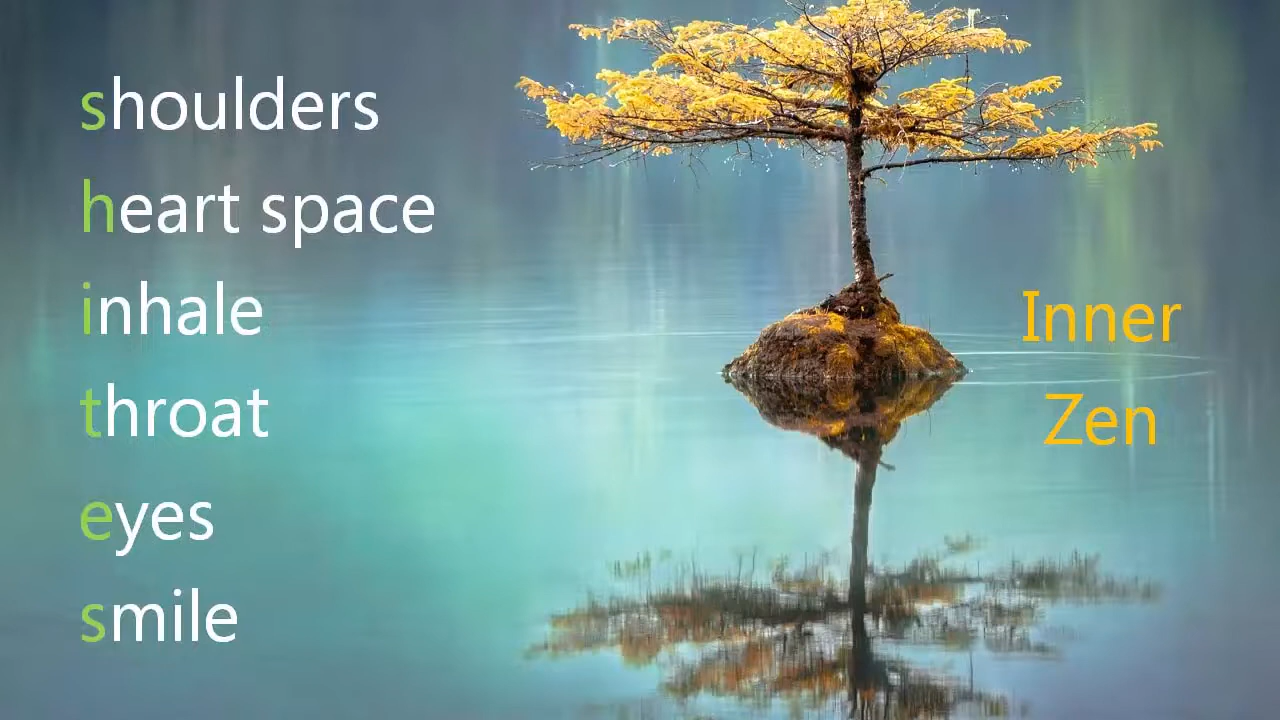 shoulders
heart space
inhale
throat
eyes
smile
Inner
Zen